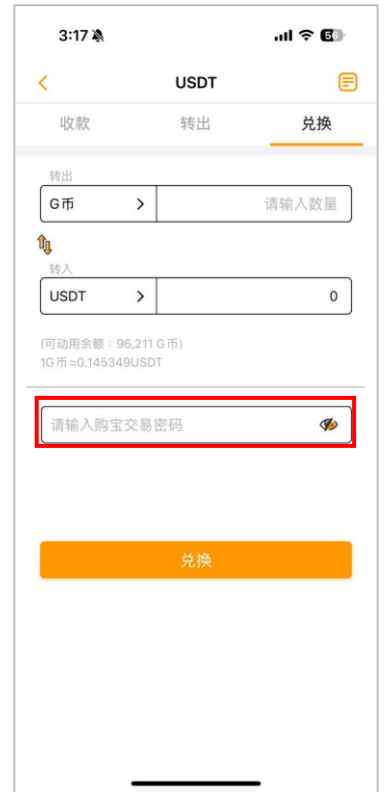 3:17
56
USDT
收款 转出 兑换
转出
G币 > 请输入数量
转入
USDT > 0
(可动用余额：96,211 G币)
1G币≈0.145349USDT
请输入购宝交易密码
兑换